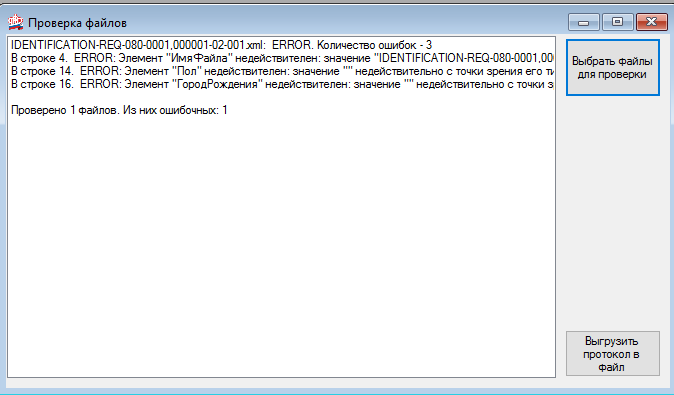 Проверка файлов
IDENTIFICATION-REQ-080-0001,000001-02-001.xml: ERROR. Количество ошибок - 3
В строке 4. ERROR: Элемент "ИмяФайла" недействителен: значение "IDENTIFICATION-REQ-080-0001,00
В строке 14. ERROR: Элемент "Пол" недействителен: значение "" недействительно с точки зрения его ти
В строке 16. ERROR: Элемент "ГородРождения" недействителен: значение "" недействительно с точки з
Проверено 1 файлов. Из них ошибочных: 1
Выбрать файлы
для проверки
Выгрузить
протокол в
файл